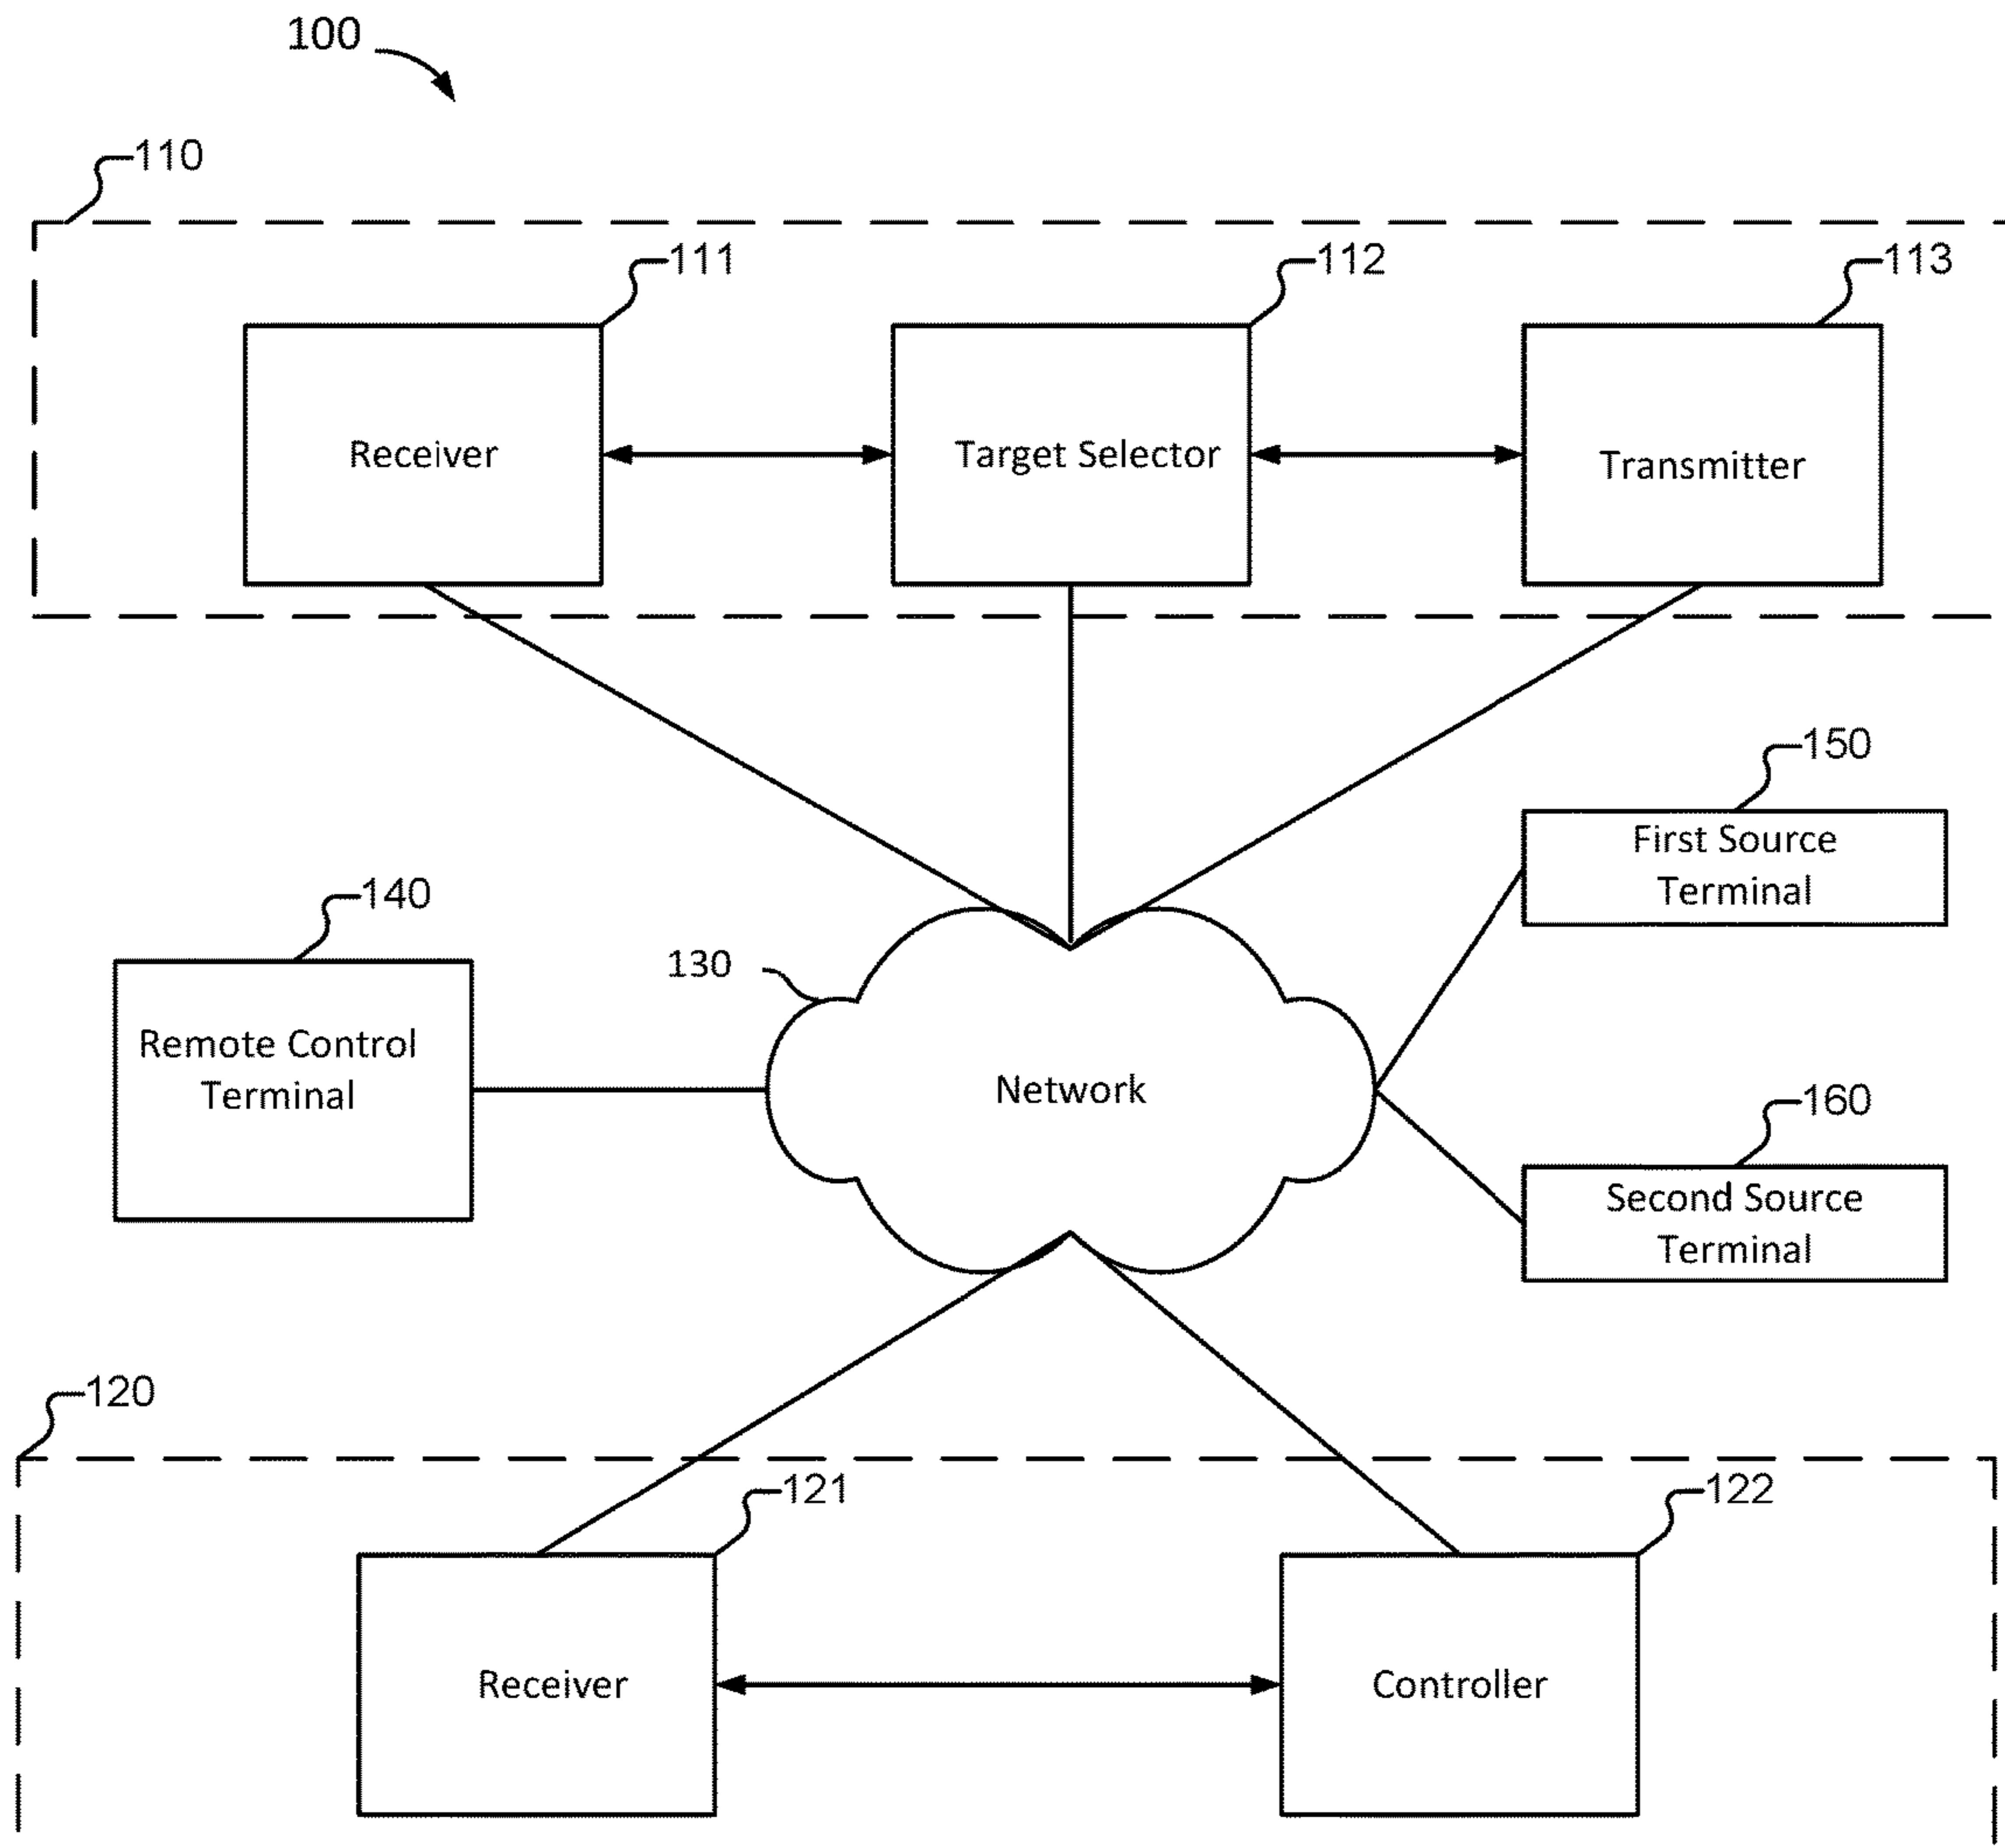 100
110
111
112
113
Receiver
Target Selector
Transmitter
150
First Source
Terminal
140
130
Remote Control
Terminal
Network
160
Second Source
Terminal
120
121
122
Receiver
Controller